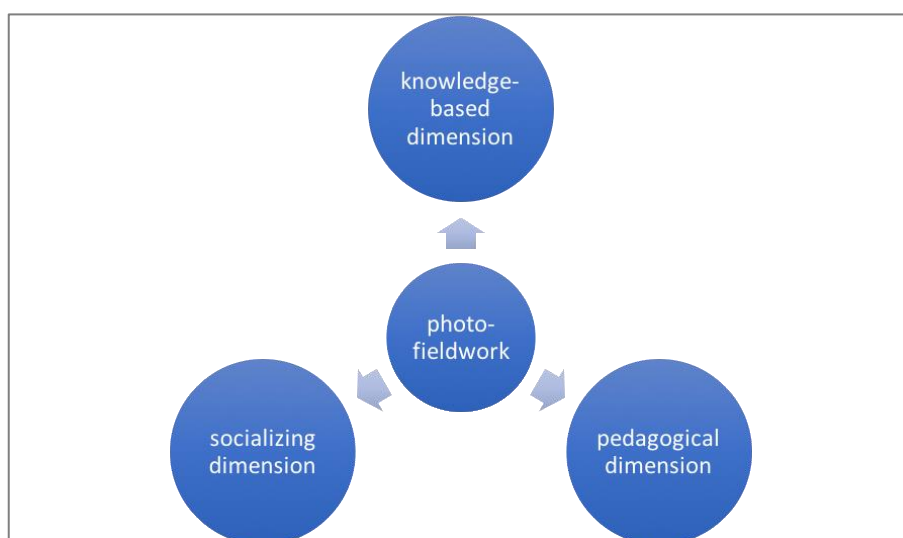 knowledge-
based
dimension
photo-
fieldwork
socializing
dimension
pedagogical
dimension